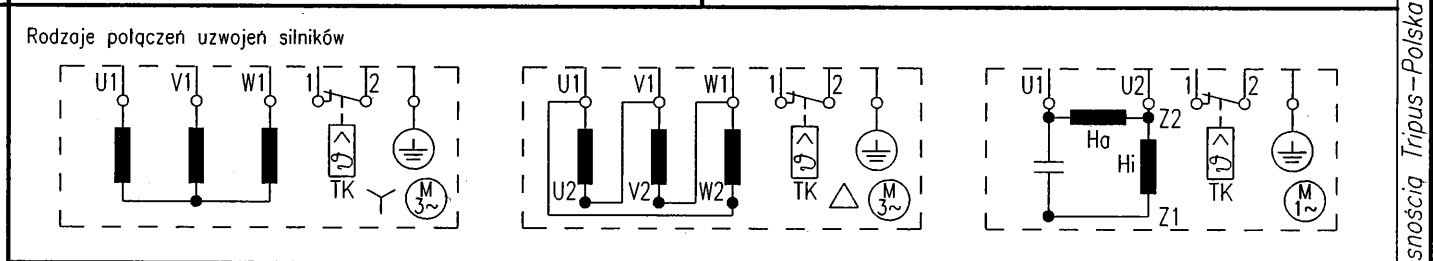 Rodzaje połączeń uzwojeń silników
U1 V1 W1 1 2
TK M 3~
U1 V1 W1 1 2
U2 V2 W2 TK M 3~
U1 U2 1 2
Z2
Ha
Hi
TK M 1~
Z1
snością Tripus-Polska